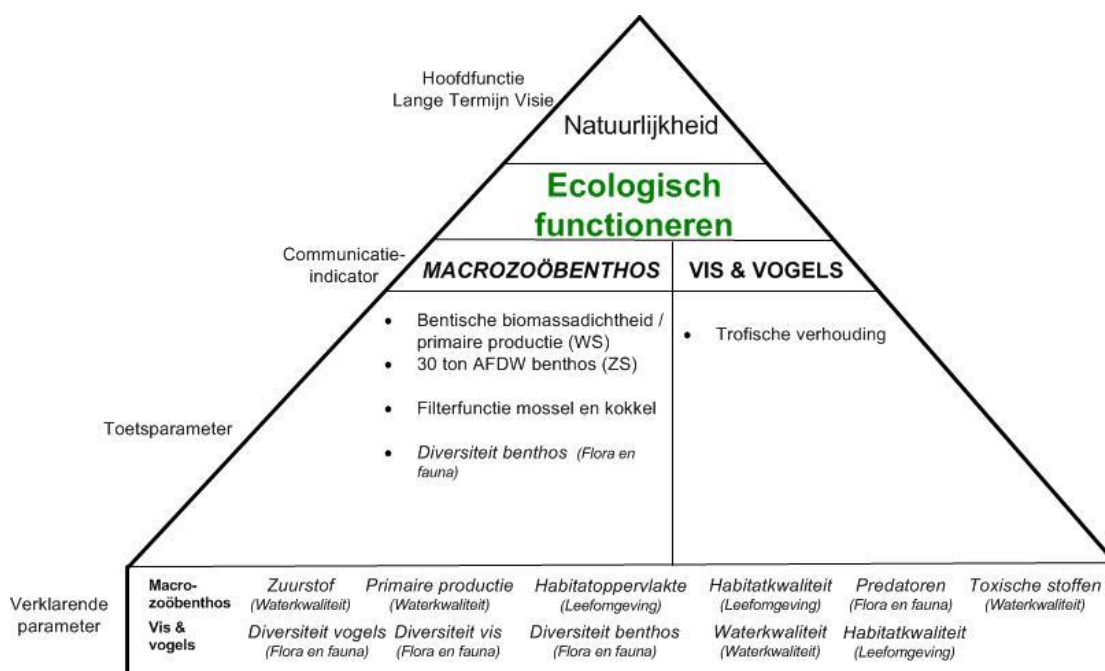 Hoofdfunctie
Lange Termijn Visie
Natuurlijkheid
Ecologisch
functioneren
Communicatie-
indicator
MACROZOÖBENTHOS
VIS & VOGELS
• Bentische biomassadichtheid /
primaire productie (WS)
• 30 ton AFDW benthos (ZS)
• Filterfunctie mossel en kokkel
• Diversiteit benthos (Flora en
fauna)
• Trofische verhouding
Toetsparameter
Verklarende
parameter
Macro-
zoöbenthos
Zuurstof
(Waterkwaliteit)
Primaire productie
(Waterkwaliteit)
Habitatoppervlakte
(Leefomgeving)
Habitatkwaliteit
(Leefomgeving)
Predatoren
(Flora en fauna)
Toxische stoffen
(Waterkwaliteit)
Vis &
vogels
Diversiteit vogels
(Flora en fauna)
Diversiteit vis
(Flora en fauna)
Diversiteit benthos
(Flora en fauna)
Waterkwaliteit
(Waterkwaliteit)
Habitatkwaliteit
(Leefomgeving)